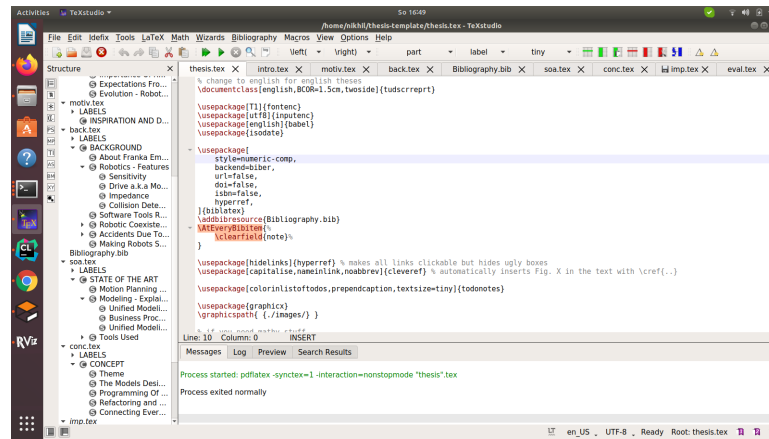 Activities
TeXstudio
So 16:49
/home/nikhil/thesis-template/thesis.tex - TeXstudio
File Edit Idefix Tools LaTeX Math Wizards Bibliography Macros View Options Help
\left( \right) part label tiny
Structure
thesis.tex X intro.tex X motiv.tex X back.tex X Bibliography.bib X soa.tex X conc.tex X imp.tex X eval.tex X
Expectations Fro...
Evolution - Robot...
motiv.tex
LABELS
INSPIRATION AND D...
back.tex
LABELS
BACKGROUND
About Franka Em...
Robotics - Features
Sensitivity
Drive a.k.a Mo...
Impedance
Collision Dete...
Software Tools R...
Robotic Coexiste...
Accidents Due To...
Making Robots S...
Bibliography.bib
soa.tex
LABELS
STATE OF THE ART
Motion Planning ...
Modeling - Explai...
Unified Modeli...
Business Proc...
Unified Modeli...
Tools Used
conc.tex
LABELS
CONCEPT
Theme
The Models Desi...
Programming Of ...
Refactoring and ...
Connecting Ever...
imp.tex
% change to english for english theses
\documentclass[english,BCOR=1.5cm,twoside]{tudscrreprt}
\usepackage[T1]{fontenc}
\usepackage[utf8]{inputenc}
\usepackage[english]{babel}
\usepackage{isodate}
\usepackage[
style=numeric-comp,
backend=biber,
url=false,
doi=false,
isbn=false,
hyperref,
]{biblatex}
\addbibresource{Bibliography.bib}
\AtEveryBibitem{%
\clearfield{note}%
}
\usepackage[hidelinks]{hyperref} % makes all links clickable but hides ugly boxes
\usepackage[capitalise,nameinlink,noabbrev]{cleveref} % automatically inserts Fig. X in the text with \cref{..}
\usepackage[colorinlistoftodos,prependcaption,textsize=tiny]{todonotes}
\usepackage{graphicx}
\graphicspath{ {./images/} }
% if you need mathy stuff
Line: 10 Column: 0 INSERT
Messages Log Preview Search Results
Process started: pdflatex -synctex=1 -interaction=nonstopmode "thesis".tex
Process exited normally
en_US UTF-8 Ready Root: thesis.tex
RViz